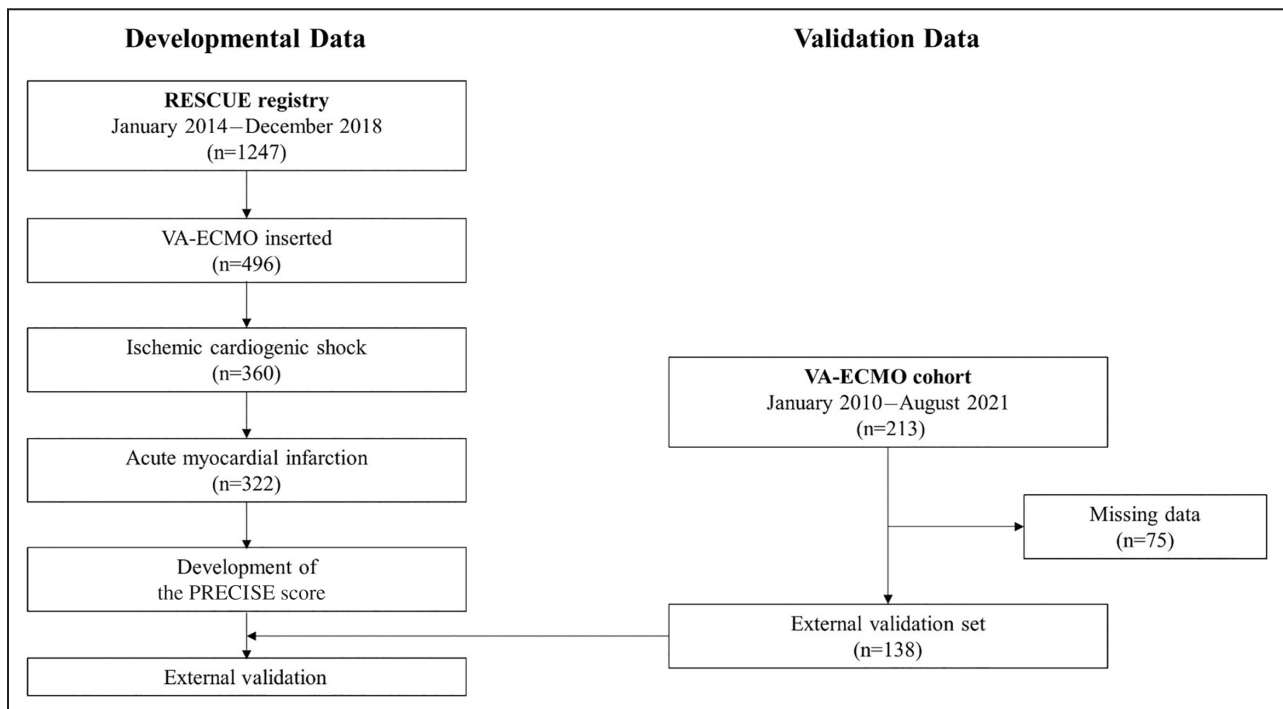 Developmental Data
RESCUE registry
January 2014–December 2018
(n=1247)
VA-ECMO inserted
(n=496)
Ischemic cardiogenic shock
(n=360)
Acute myocardial infarction
(n=322)
Development of
the PRECISE score
External validation
Validation Data
VA-ECMO cohort
January 2010–August 2021
(n=213)
Missing data
(n=75)
External validation set
(n=138)